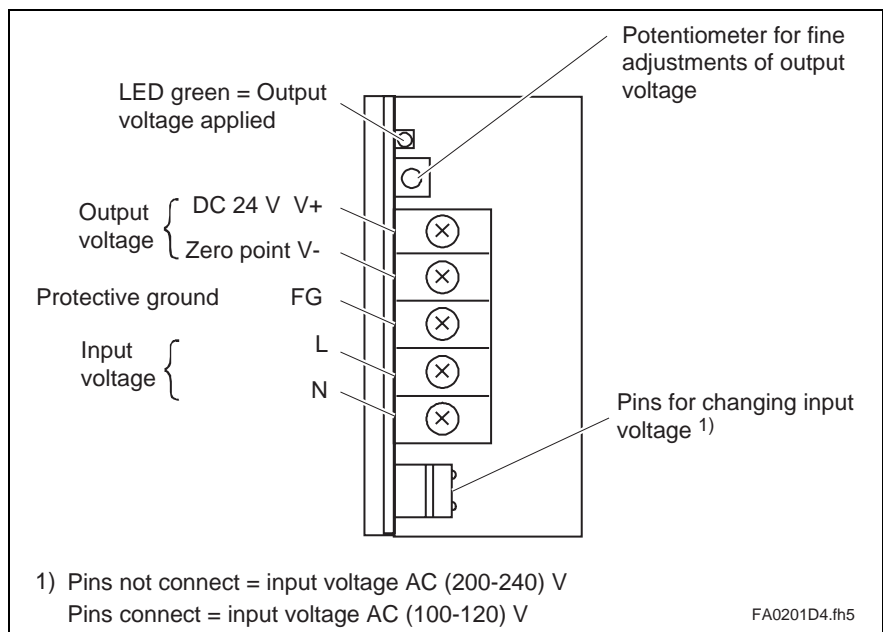 Potentiometer for fine
adjustments of output
voltage
LED green = Output
voltage applied
Output
voltage
DC 24 V V+
Zero point V-
Protective ground FG
Input
voltage
L
N
Pins for changing input
voltage 1)
1) Pins not connect = input voltage AC (200-240) V
Pins connect = input voltage AC (100-120) V
FA0201D4.fh5